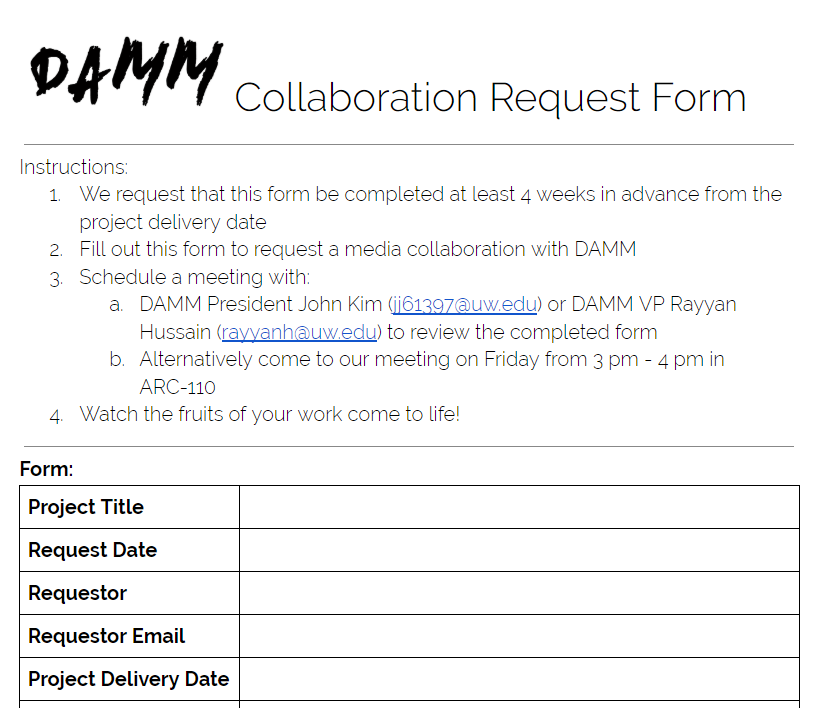 DAMM Collaboration Request Form
Instructions:
1. We request that this form be completed at least 4 weeks in advance from the
project delivery date
2. Fill out this form to request a media collaboration with DAMM
3. Schedule a meeting with:
a. DAMM President John Kim (jj61397@uw.edu) or DAMM VP Rayyan
Hussain (rayyanh@uw.edu) to review the completed form
b. Alternatively come to our meeting on Friday from 3 pm - 4 pm in
ARC-110
4. Watch the fruits of your work come to life!
Form:
Project Title
Request Date
Requestor
Requestor Email
Project Delivery Date